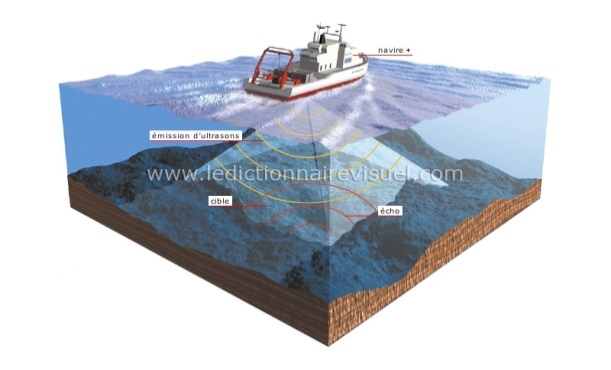 navire +
émission d'ultrasons
www.ledictionnairevisuel.com
cible
écho